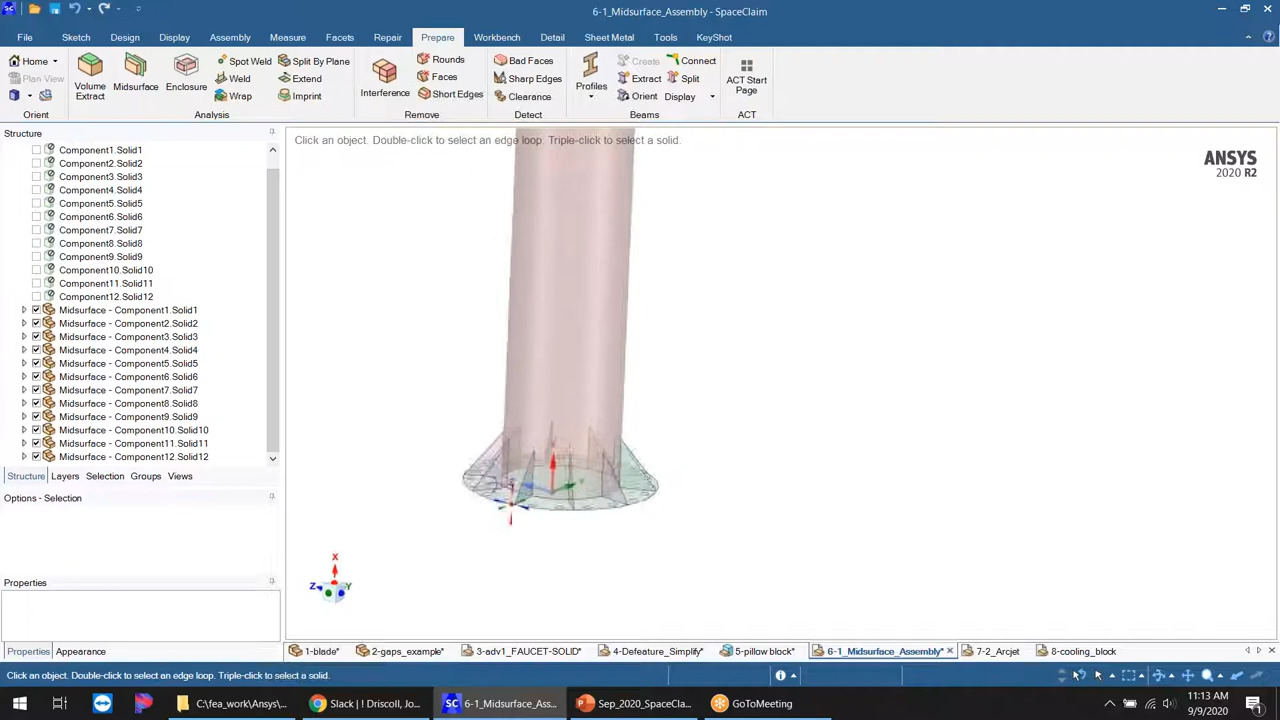 6-1_Midsurface_Assembly - SpaceClaim
File Sketch Design Display Assembly Measure Facets Repair Prepare Workbench Detail Sheet Metal Tools KeyShot
Home
Plan View
Orient
Volume Extract
Midsurface
Enclosure
Spot Weld
Weld
Wrap
Split By Plane
Extend
Imprint
Analysis
Interference
Rounds
Faces
Short Edges
Remove
Bad Faces
Sharp Edges
Clearance
Detect
Profiles
Create
Extract
Orient
Connect
Split
Display
Beams
ACT Start Page
ACT
Structure
Component1.Solid1
Component2.Solid2
Component3.Solid3
Component4.Solid4
Component5.Solid5
Component6.Solid6
Component7.Solid7
Component8.Solid8
Component9.Solid9
Component10.Solid10
Component11.Solid11
Component12.Solid12
Midsurface - Component1.Solid1
Midsurface - Component2.Solid2
Midsurface - Component3.Solid3
Midsurface - Component4.Solid4
Midsurface - Component5.Solid5
Midsurface - Component6.Solid6
Midsurface - Component7.Solid7
Midsurface - Component8.Solid8
Midsurface - Component9.Solid9
Midsurface - Component10.Solid10
Midsurface - Component11.Solid11
Midsurface - Component12.Solid12
Structure Layers Selection Groups Views
Options - Selection
Properties
Properties Appearance
Click an object. Double-click to select an edge loop. Triple-click to select a solid.
ANSYS
2020 R2
X
Z Y
1-blade* 2-gaps_example* 3-adv1_FAUCET-SOLID* 4-Defeature_Simplify* 5-pillow block* 6-1_Midsurface_Assembly* 7-2_Arcjet 8-cooling_block
Click an object. Double-click to select an edge loop. Triple-click to select a solid.
C:\fea_work\Ansys\... Slack | ! Driscoll, Jo... 6-1_Midsurface_Ass... Sep_2020_SpaceCla... GoToMeeting
11:13 AM
9/9/2020